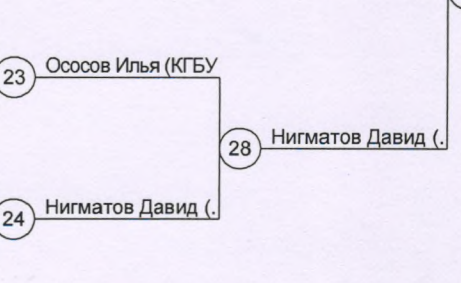 23 Ососов Илья (КГБУ
28 Нигматов Давид (.
24 Нигматов Давид (.